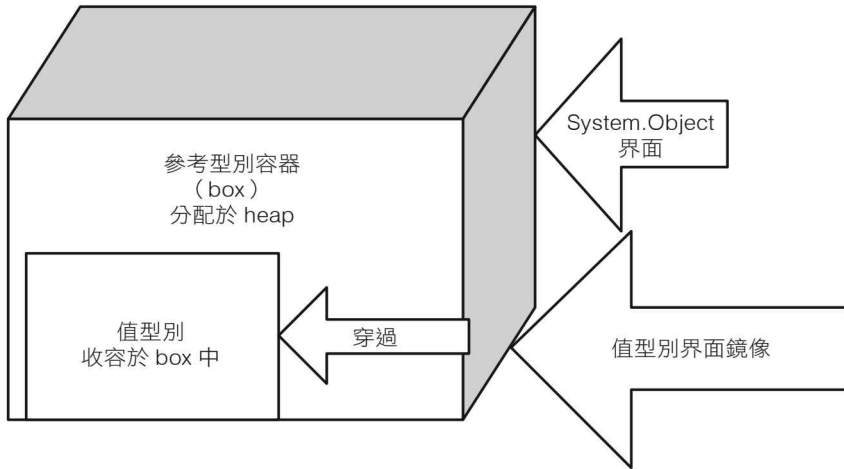 System.Object
界面
參考型別容器
（box）
分配於 heap
值型別
收容於 box 中
穿過
值型別界面鏡像